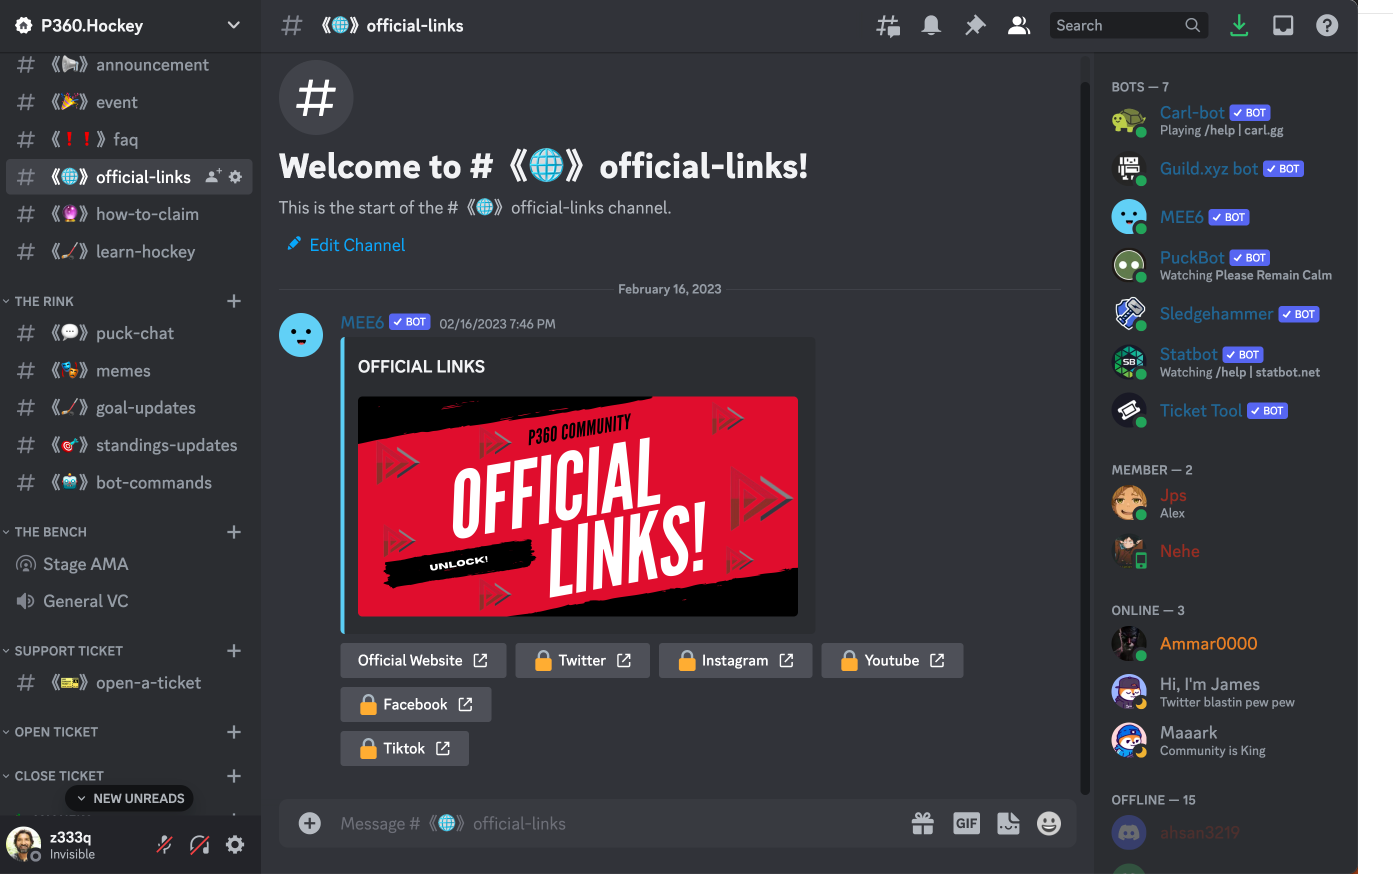 P360.Hockey
announcement
event
faq
official-links
how-to-claim
learn-hockey
THE RINK
puck-chat
memes
goal-updates
standings-updates
bot-commands
THE BENCH
Stage AMA
General VC
SUPPORT TICKET
open-a-ticket
OPEN TICKET
CLOSE TICKET
NEW UNREADS
z333q
Invisible
# 《🌐》 official-links
Search
Welcome to # 《🌐》 official-links!
This is the start of the # 《🌐》 official-links channel.
Edit Channel
February 16, 2023
MEE6 ✓ BOT 02/16/2023 7:46 PM
OFFICIAL LINKS
P360 COMMUNITY
OFFICIAL
LINKS!
UNLOCK!
Official Website
Twitter
Instagram
Youtube
Facebook
Tiktok
Message # 《🌐》 official-links
GIF
BOTS — 7
Carl-bot ✓ BOT
Playing /help | carl.gg
Guild.xyz bot ✓ BOT
MEE6 ✓ BOT
PuckBot ✓ BOT
Watching Please Remain Calm
Sledgehammer ✓ BOT
SB
Statbot ✓ BOT
Watching /help | statbot.net
Ticket Tool ✓ BOT
MEMBER — 2
Jps
Alex
Nehe
ONLINE — 3
Ammar0000
Hi, I'm James
Twitter blastin pew pew
Maaark
Community is King
OFFLINE — 15
ahsan3219